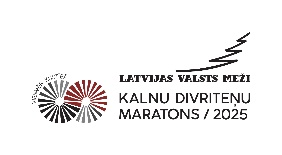 LATVIJAS VALSTS MEŽI
KALNU DIVRITEŅU
MARATONS / 2025